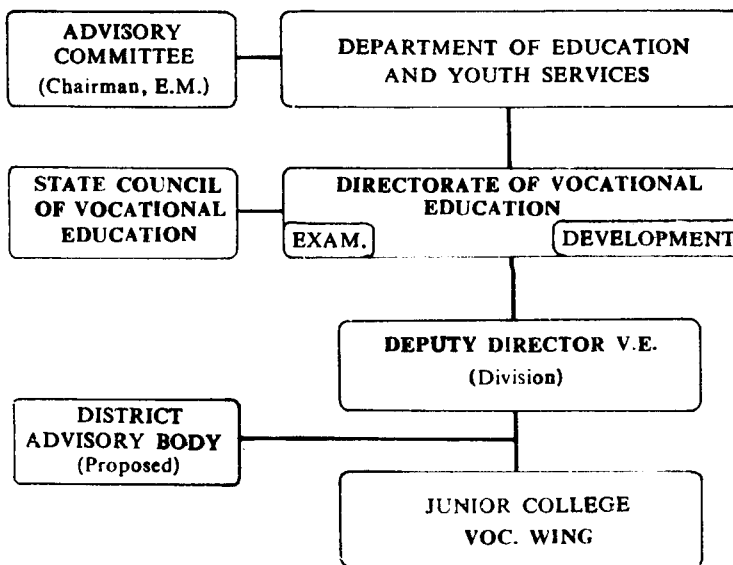 ADVISORY
COMMITTEE
(Chairman, E.M.)
DEPARTMENT OF EDUCATION
AND YOUTH SERVICES
STATE COUNCIL
OF VOCATIONAL
EDUCATION
DIRECTORATE OF VOCATIONAL
EDUCATION
EXAM.
DEVELOPMENT
DEPUTY DIRECTOR V.E.
(Division)
DISTRICT
ADVISORY BODY
(Proposed)
JUNIOR COLLEGE
VOC. WING